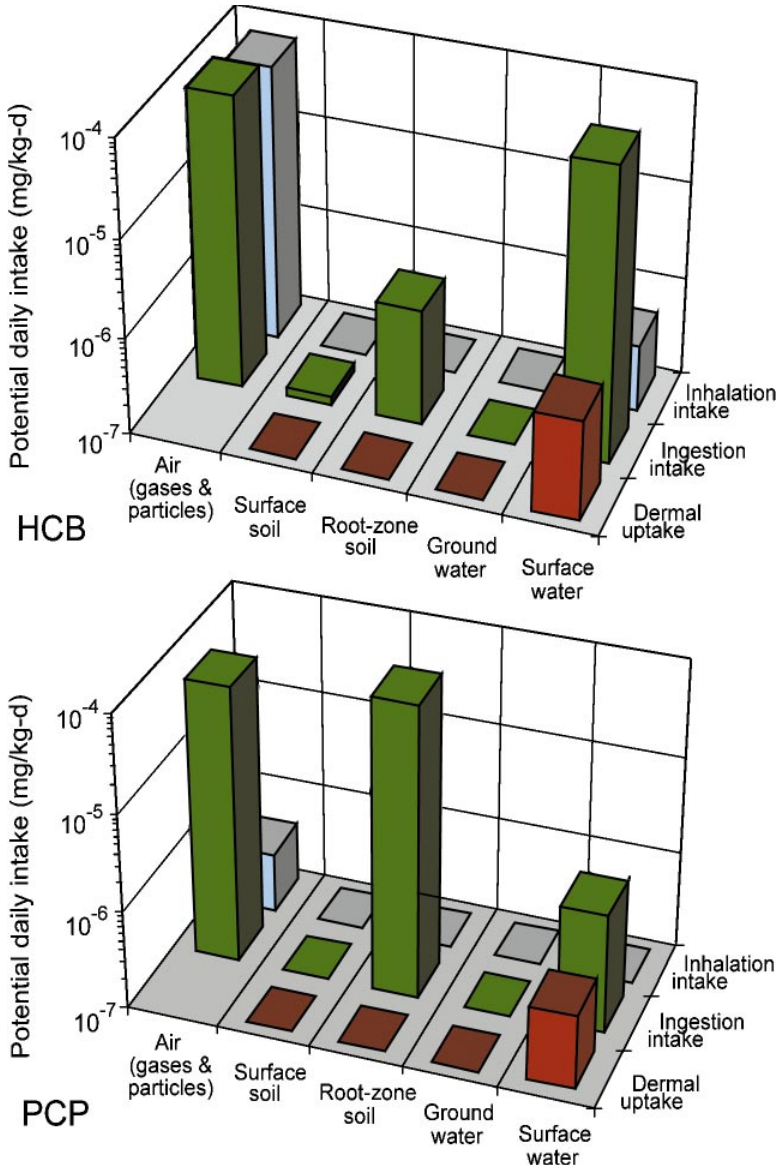 Potential daily intake (mg/kg-d)
10-4
10-5
10-6
10-7
Air
(gases &
particles)
Surface
soil
Root-zone
soil
Ground
water
Surface
water
Inhalation
intake
Ingestion
intake
Dermal
uptake
HCB
Potential daily intake (mg/kg-d)
10-4
10-5
10-6
10-7
Air
(gases &
particles)
Surface
soil
Root-zone
soil
Ground
water
Surface
water
Inhalation
intake
Ingestion
intake
Dermal
uptake
PCP